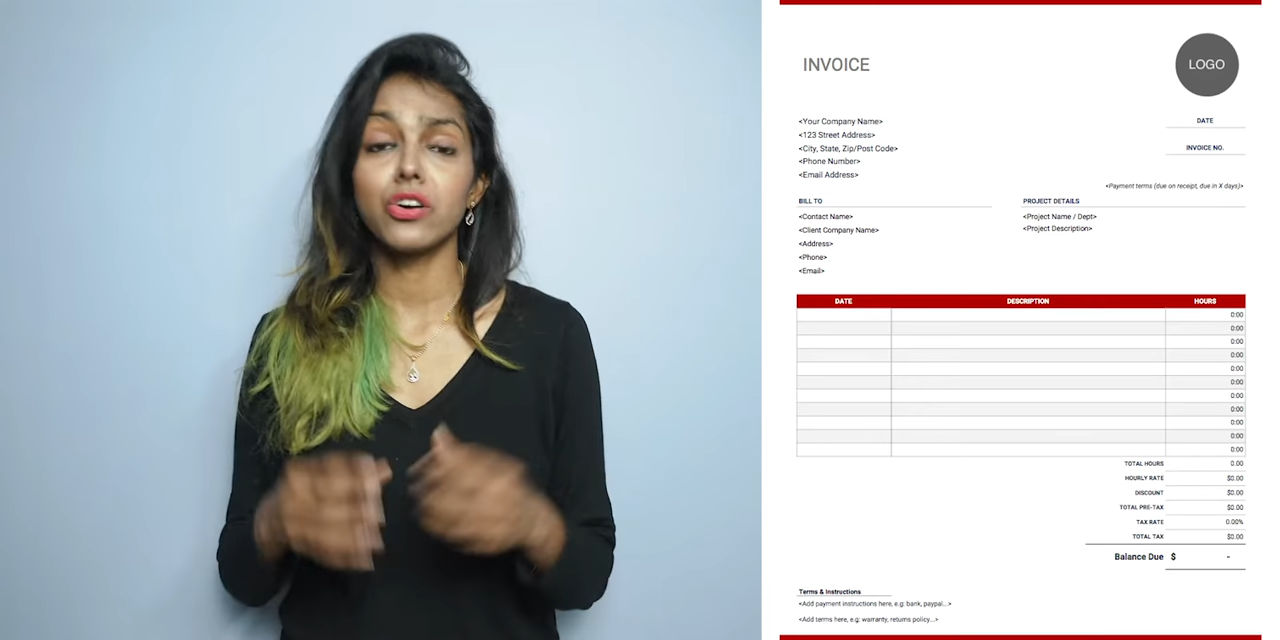 INVOICE
LOGO
<Your Company Name>
DATE
<123 Street Address>
<City, State, Zip/Post Code>
INVOICE NO.
<Phone Number>
<Email Address>
<Payment terms (due on receipt, due in X days)>
BILL TO
PROJECT DETAILS
<Contact Name>
<Project Name / Dept>
<Client Company Name>
<Project Description>
<Address>
<Phone>
<Email>
DATE DESCRIPTION HOURS
0:00
0:00
0:00
0:00
0:00
0:00
0:00
0:00
0:00
0:00
0:00
TOTAL HOURS 0.00
HOURLY RATE $0.00
DISCOUNT $0.00
TOTAL PRE-TAX $0.00
TAX RATE 0.00%
TOTAL TAX $0.00
Balance Due $ -
Terms & Instructions
<Add payment instructions here, e.g: bank, paypal...>
<Add terms here, e.g: warranty, returns policy...>